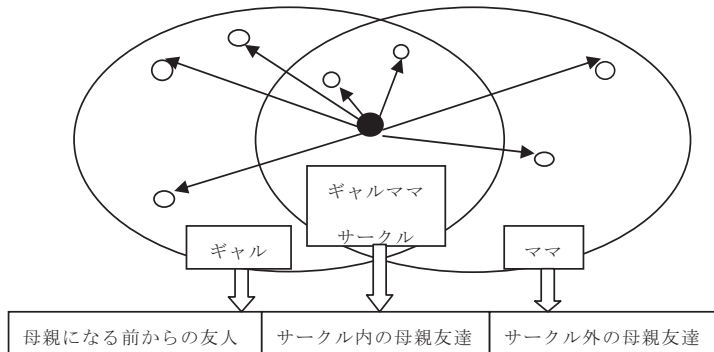 ギャルママ
サークル
ギャル
ママ
母親になる前からの友人
サークル内の母親友達
サークル外の母親友達